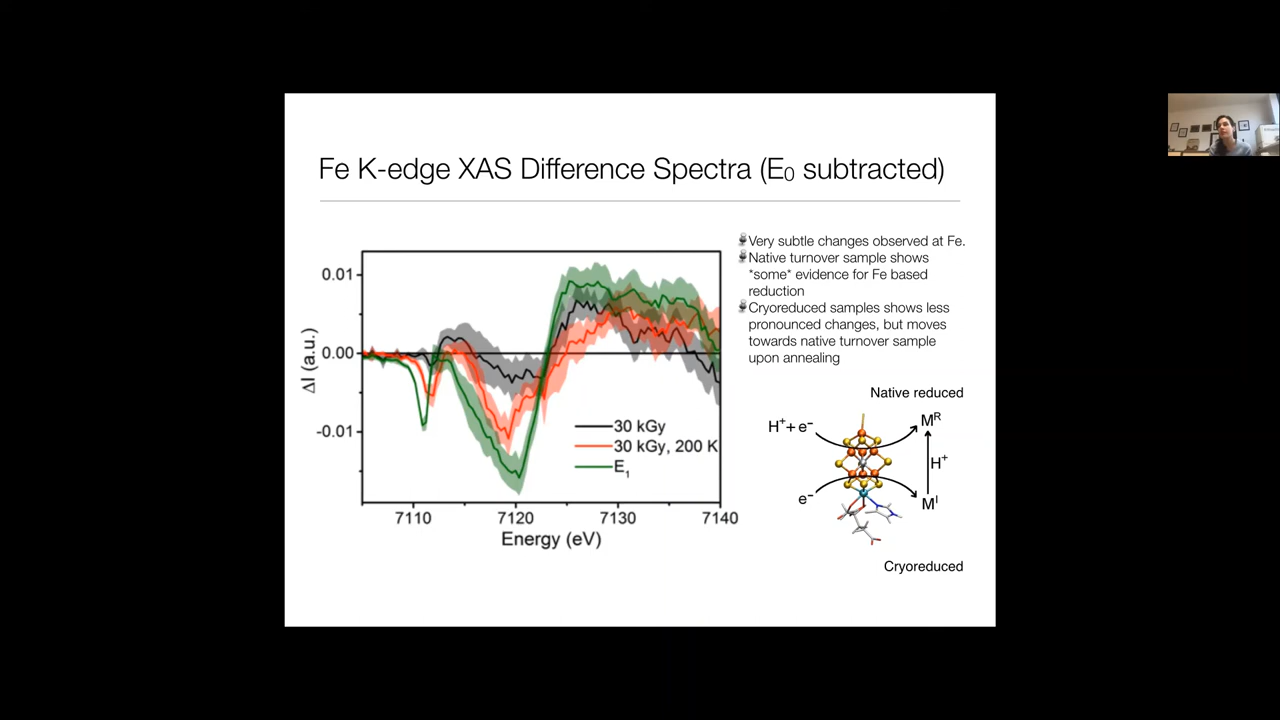 Fe K-edge XAS Difference Spectra (E₀ subtracted)
Very subtle changes observed at Fe.
Native turnover sample shows
*some* evidence for Fe based
reduction
Cryoreduced samples shows less
pronounced changes, but moves
towards native turnover sample
upon annealing
0.01
0.00
-0.01
ΔI (a.u.)
30 kGy
30 kGy, 200 K
E₁
7110
7120
7130
7140
Energy (eV)
Native reduced
H⁺+e⁻
Mᴿ
H⁺
e⁻
Mᴵ
Cryoreduced